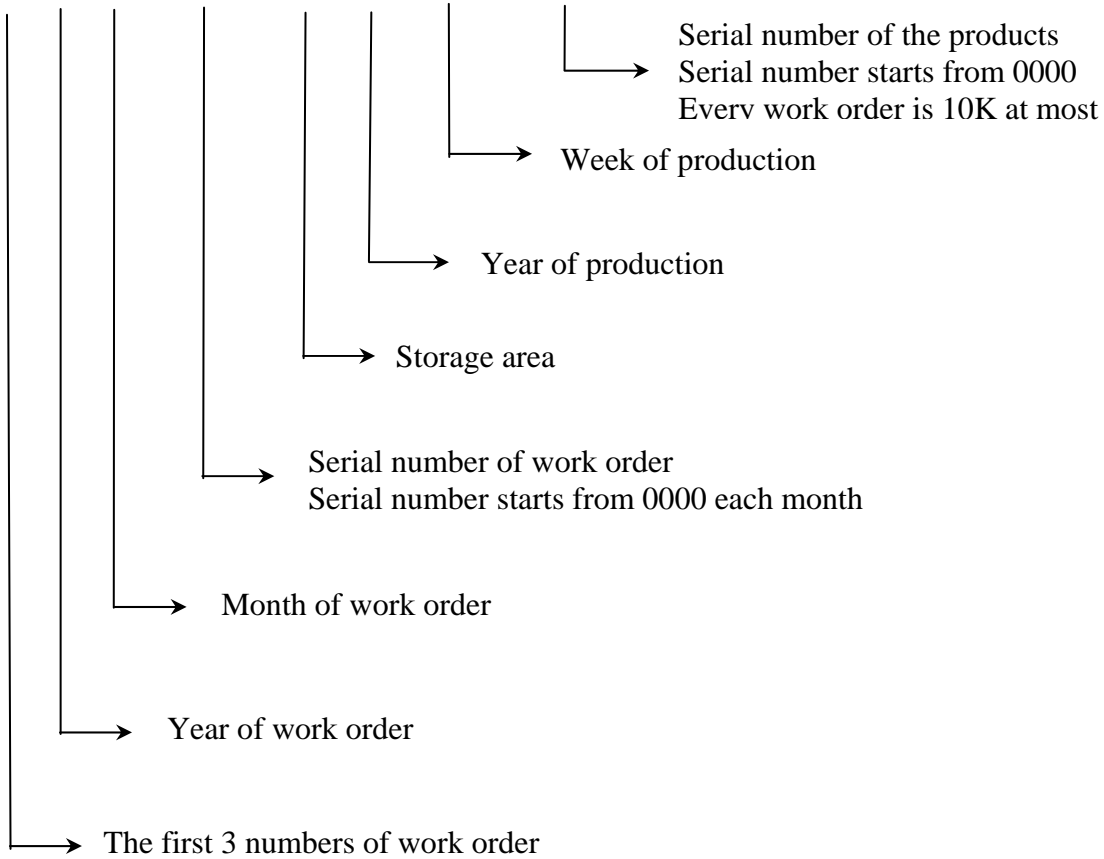 Serial number of the products
Serial number starts from 0000
Everv work order is 10K at most
Week of production
Year of production
Storage area
Serial number of work order
Serial number starts from 0000 each month
Month of work order
Year of work order
The first 3 numbers of work order